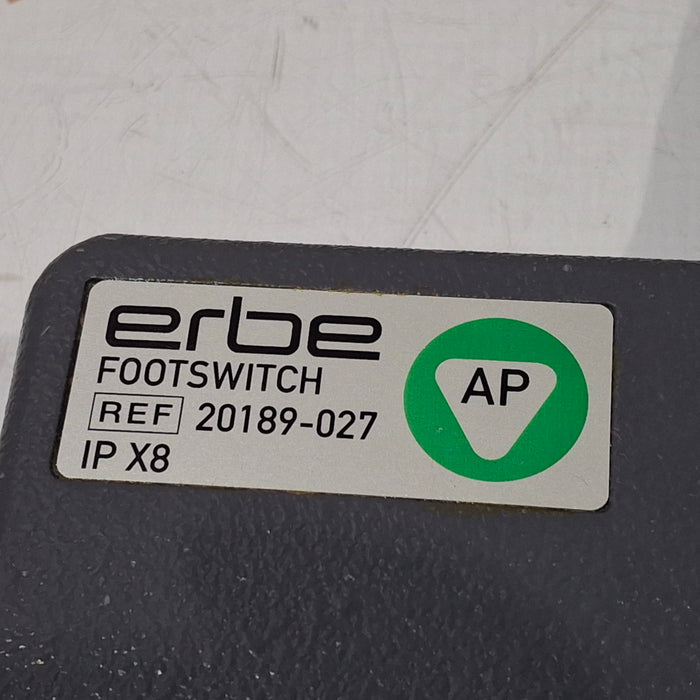 erbe
FOOTSWITCH
REF 20189-027
IP X8
AP